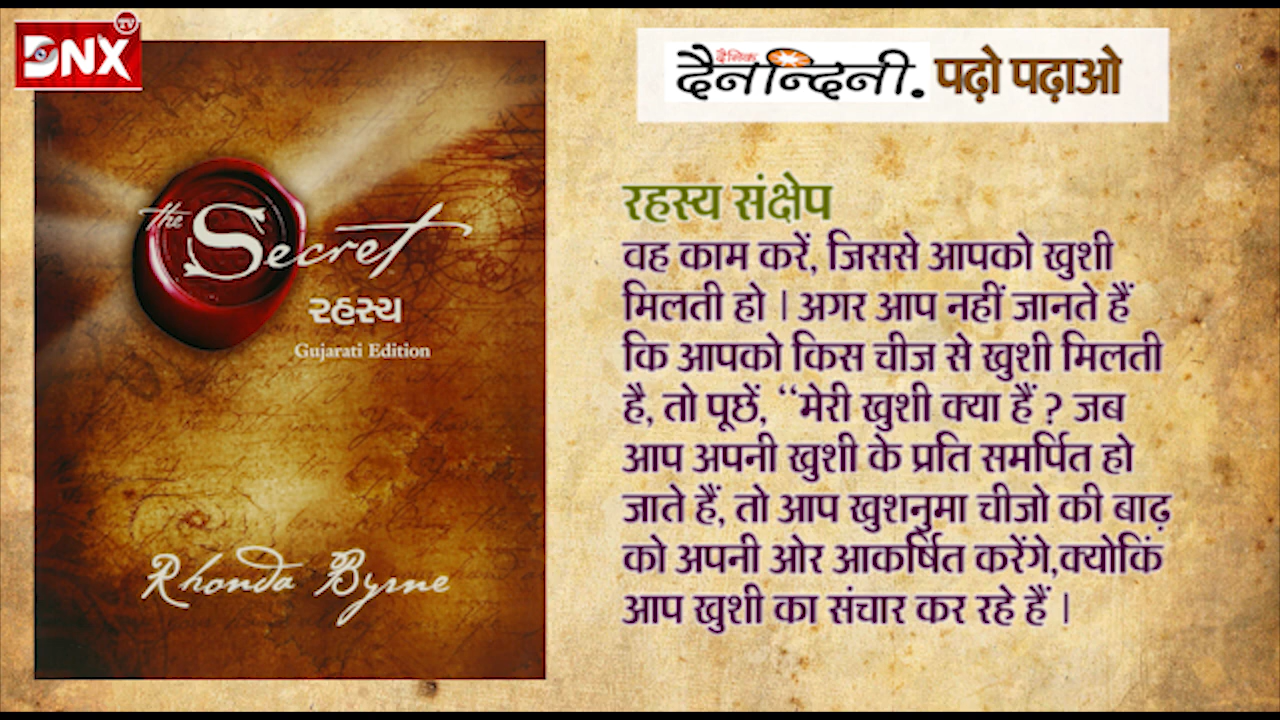 DNX TV
the Secret
રહસ્ય
Gujarati Edition
Rhonda Byrne
दैनिक
दैनन्दिनी. पढ़ो पढ़ाओ
रहस्य संक्षेप
वह काम करें, जिससे आपको खुशी
मिलती हो । अगर आप नहीं जानते हैं
कि आपको किस चीज से खुशी मिलती
है, तो पूछें, “मेरी खुशी क्या हैं ? जब
आप अपनी खुशी के प्रति समर्पित हो
जाते हैं, तो आप खुशनुमा चीजो की बाढ़
को अपनी ओर आकर्षित करेंगे,क्योकिं
आप खुशी का संचार कर रहे हैं ।